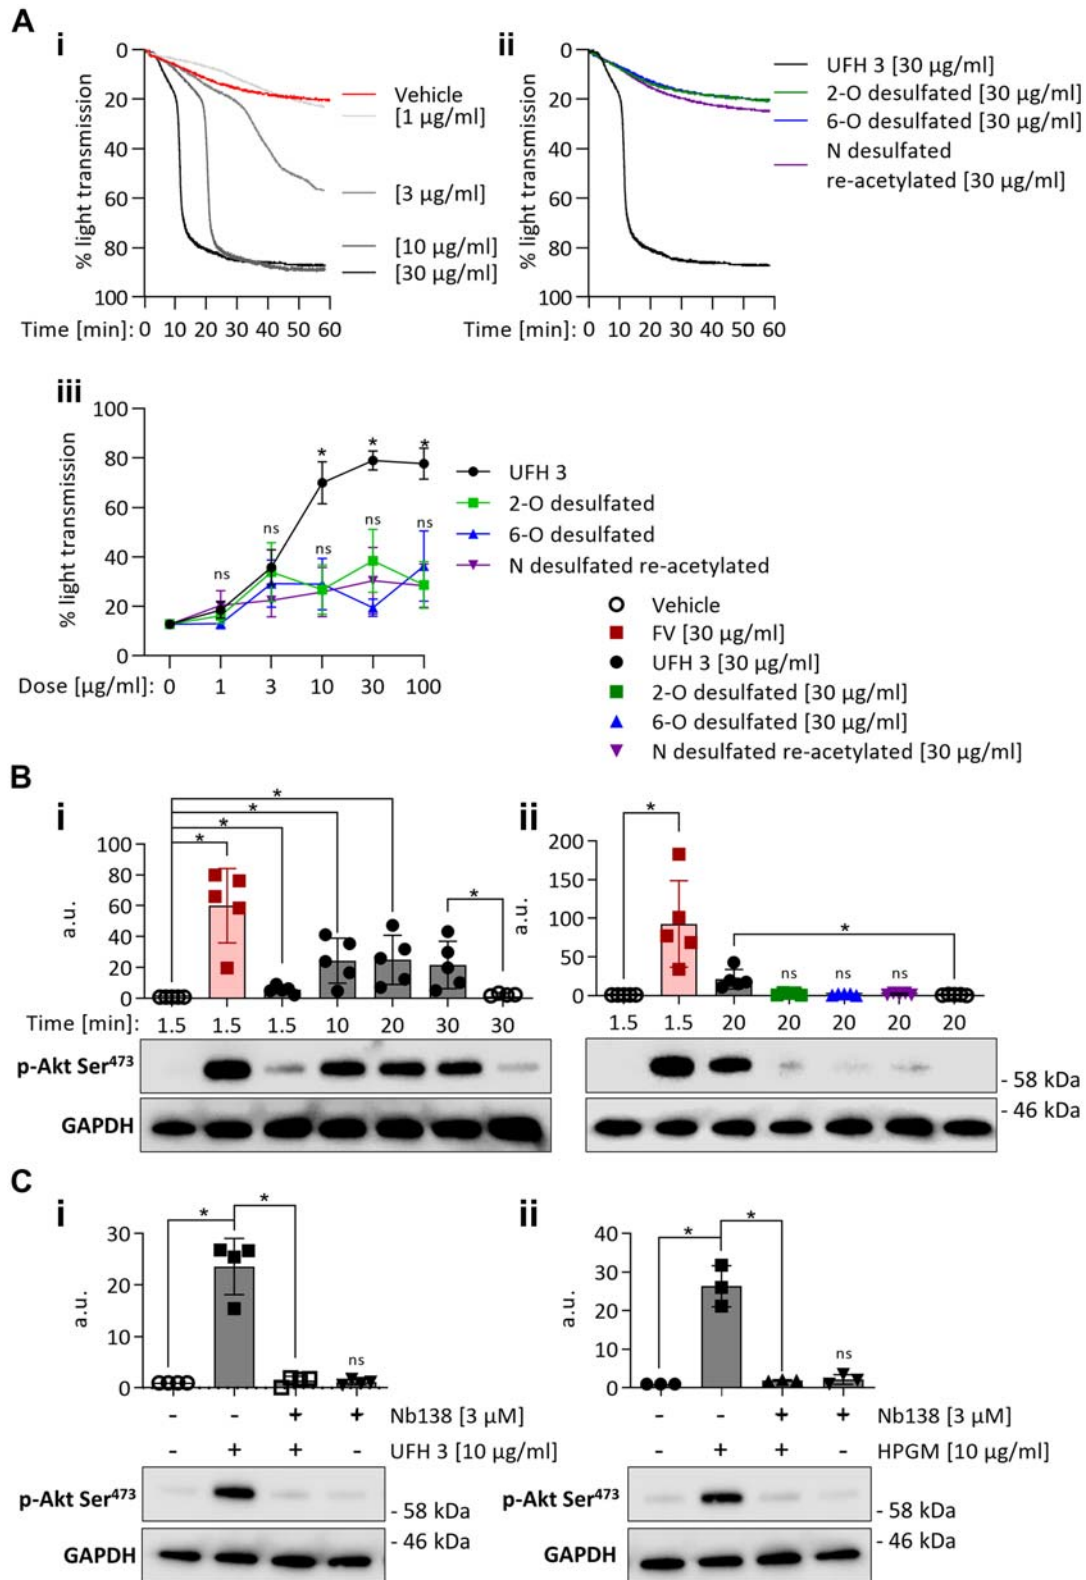 A
i
0
20
40
60
80
100
% light transmission
Time [min]: 0 10 20 30 40 50 60
Vehicle
[1 µg/ml]
[3 µg/ml]
[10 µg/ml]
[30 µg/ml]
ii
0
20
40
60
80
100
% light transmission
Time [min]: 0 10 20 30 40 50 60
UFH 3 [30 µg/ml]
2-O desulfated [30 µg/ml]
6-O desulfated [30 µg/ml]
N desulfated
re-acetylated [30 µg/ml]
iii
100
80
60
40
20
0
% light transmission
ns
ns
*
ns
*
ns
*
ns
Dose [µg/ml]: 0 1 3 10 30 100
UFH 3
2-O desulfated
6-O desulfated
N desulfated re-acetylated
Vehicle
FV [30 µg/ml]
UFH 3 [30 µg/ml]
2-O desulfated [30 µg/ml]
6-O desulfated [30 µg/ml]
N desulfated re-acetylated [30 µg/ml]
B
i
* * * * *
100
80
60
40
20
0
a.u.
Time [min]: 1.5 1.5 1.5 10 20 30 30
p-Akt Ser⁴⁷³
GAPDH
ii
* *
200
150
100
50
0
a.u.
ns ns ns
1.5 1.5 20 20 20 20 20
- 58 kDa
- 46 kDa
C
i
* *
30
20
10
0
a.u.
ns
- - + + Nb138 [3 µM]
- + + - UFH 3 [10 µg/ml]
p-Akt Ser⁴⁷³
- 58 kDa
- 46 kDa
GAPDH
ii
* *
40
30
20
10
0
a.u.
ns
- - + + Nb138 [3 µM]
- + + - HPGM [10 µg/ml]
p-Akt Ser⁴⁷³
- 58 kDa
- 46 kDa
GAPDH